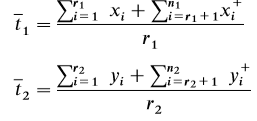 t̅₁ = (∑ᵢ₌₁^{r₁} xᵢ + ∑ᵢ₌ᵣ₁₊₁^{n₁} xᵢ⁺) / r₁
t̅₂ = (∑ᵢ₌₁^{r₂} yᵢ + ∑ᵢ₌ᵣ₂₊₁^{n₂} yᵢ⁺) / r₂